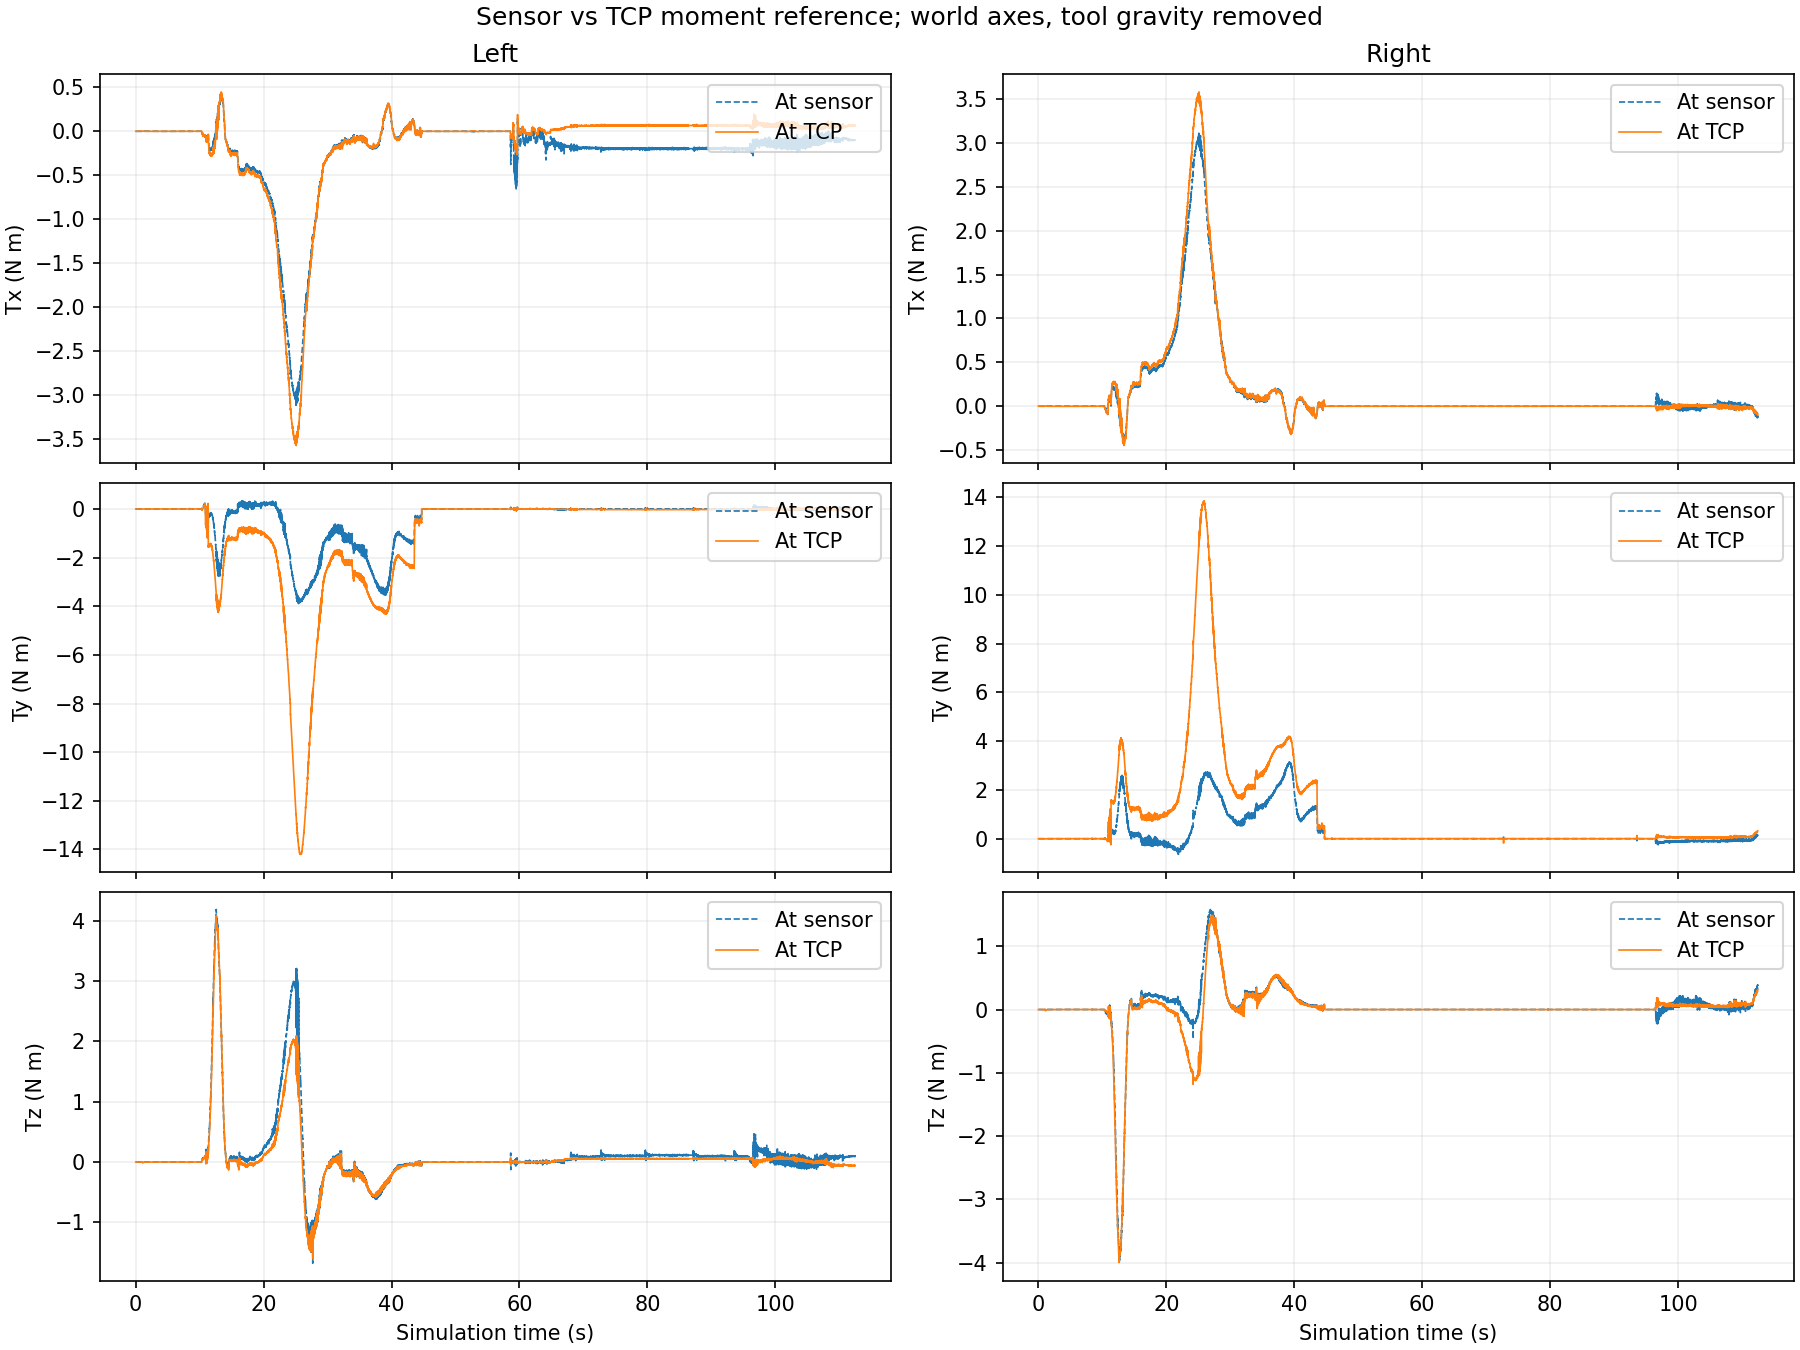 Sensor vs TCP moment reference; world axes, tool gravity removed
Left
Right
Tx (N m)
0.5
0.0
−0.5
−1.0
−1.5
−2.0
−2.5
−3.0
−3.5
At sensor
At TCP
Tx (N m)
3.5
3.0
2.5
2.0
1.5
1.0
0.5
0.0
−0.5
At sensor
At TCP
Ty (N m)
0
−2
−4
−6
−8
−10
−12
−14
At sensor
At TCP
Ty (N m)
14
12
10
8
6
4
2
0
At sensor
At TCP
Tz (N m)
4
3
2
1
0
−1
At sensor
At TCP
0 20 40 60 80 100
Simulation time (s)
Tz (N m)
1
0
−1
−2
−3
−4
At sensor
At TCP
0 20 40 60 80 100
Simulation time (s)